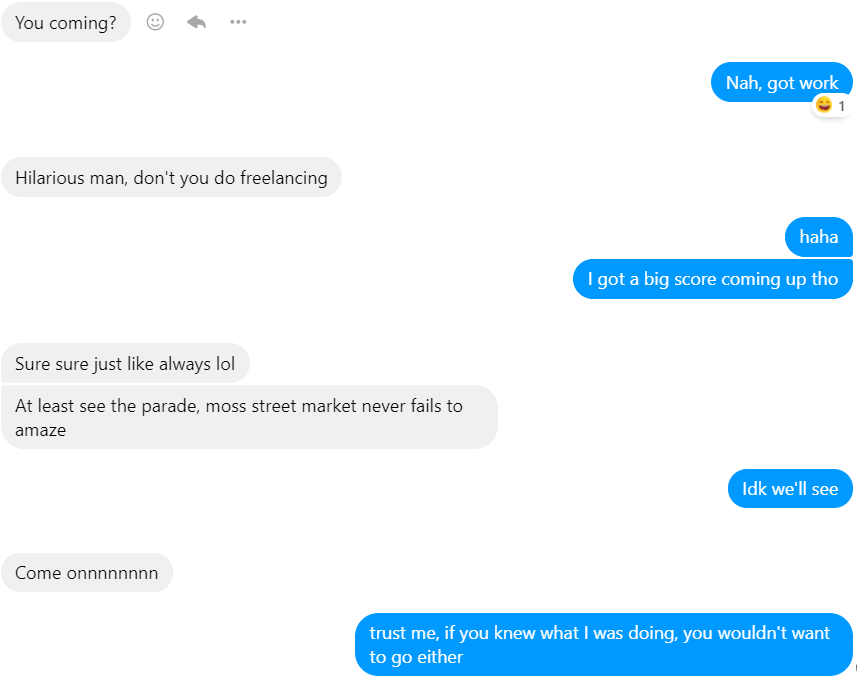 You coming?
Nah, got work
1
Hilarious man, don't you do freelancing
haha
I got a big score coming up tho
Sure sure just like always lol
At least see the parade, moss street market never fails to
amaze
Idk we'll see
Come onnnnnnnn
trust me, if you knew what I was doing, you wouldn't want
to go either